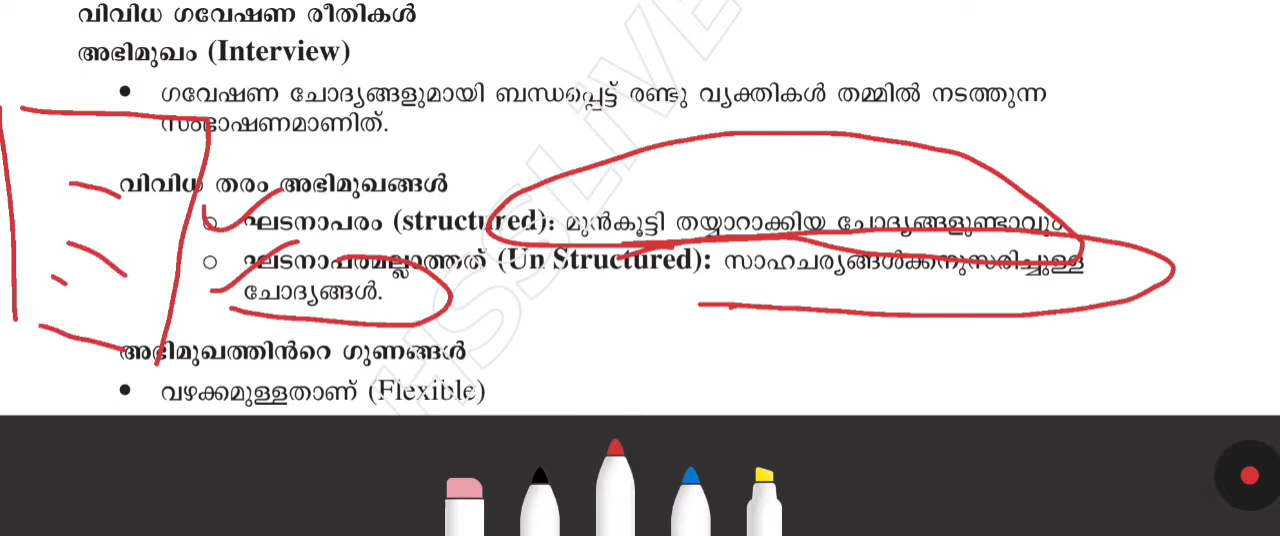 വിവിധ ഗവേഷണ രീതികൾ
അഭിമുഖം (Interview)
• ഗവേഷണ ചോദ്യങ്ങളുമായി ബന്ധപ്പെട്ട് രണ്ടു വ്യക്തികൾ തമ്മിൽ നടത്തുന്ന
സംഭാഷണമാണിത്.
വിവിധ തരം അഭിമുഖങ്ങൾ
o ഘടനാപരം (structured): മുൻകൂട്ടി തയ്യാറാക്കിയ ചോദ്യങ്ങളുണ്ടാവും
o ഘടനാപരമല്ലാത്തത് (Un Structured): സാഹചര്യങ്ങൾക്കനുസരിച്ചുള്ള
ചോദ്യങ്ങൾ.
അഭിമുഖത്തിൻറെ ഗുണങ്ങൾ
• വഴക്കമുള്ളതാണ് (Flexible)
HSSLiVE